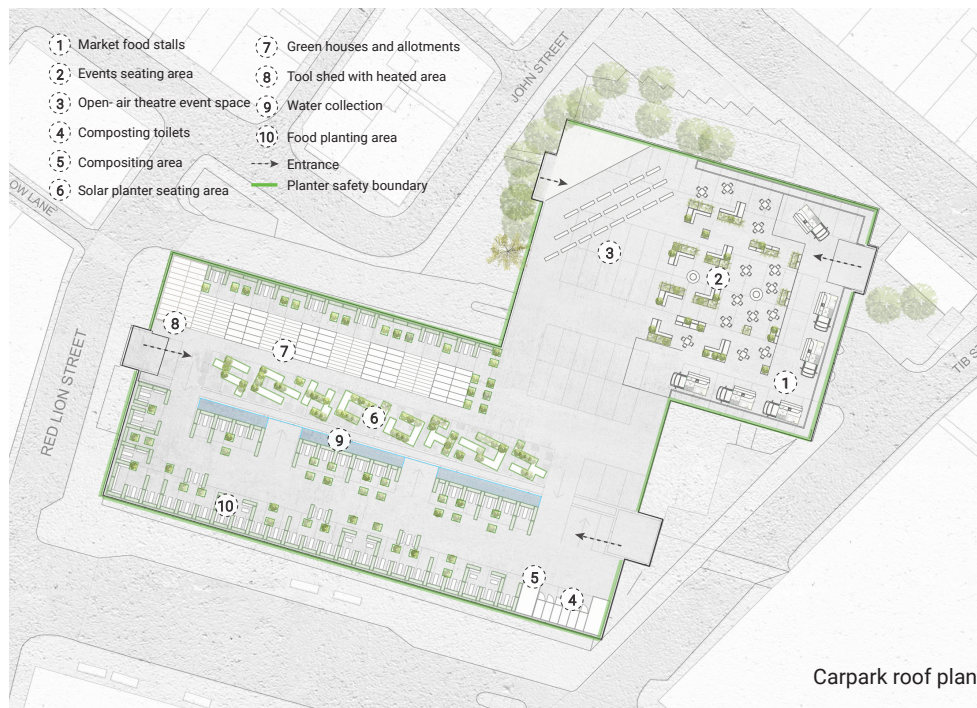 1 Market food stalls
2 Events seating area
3 Open- air theatre event space
4 Composting toilets
5 Compositing area
6 Solar planter seating area
7 Green houses and allotments
8 Tool shed with heated area
9 Water collection
10 Food planting area
Entrance
Planter safety boundary
JOHN STREET
OW LANE
RED LION STREET
TIB S
3
2
1
8
7
6
9
10
5
4
Carpark roof plan